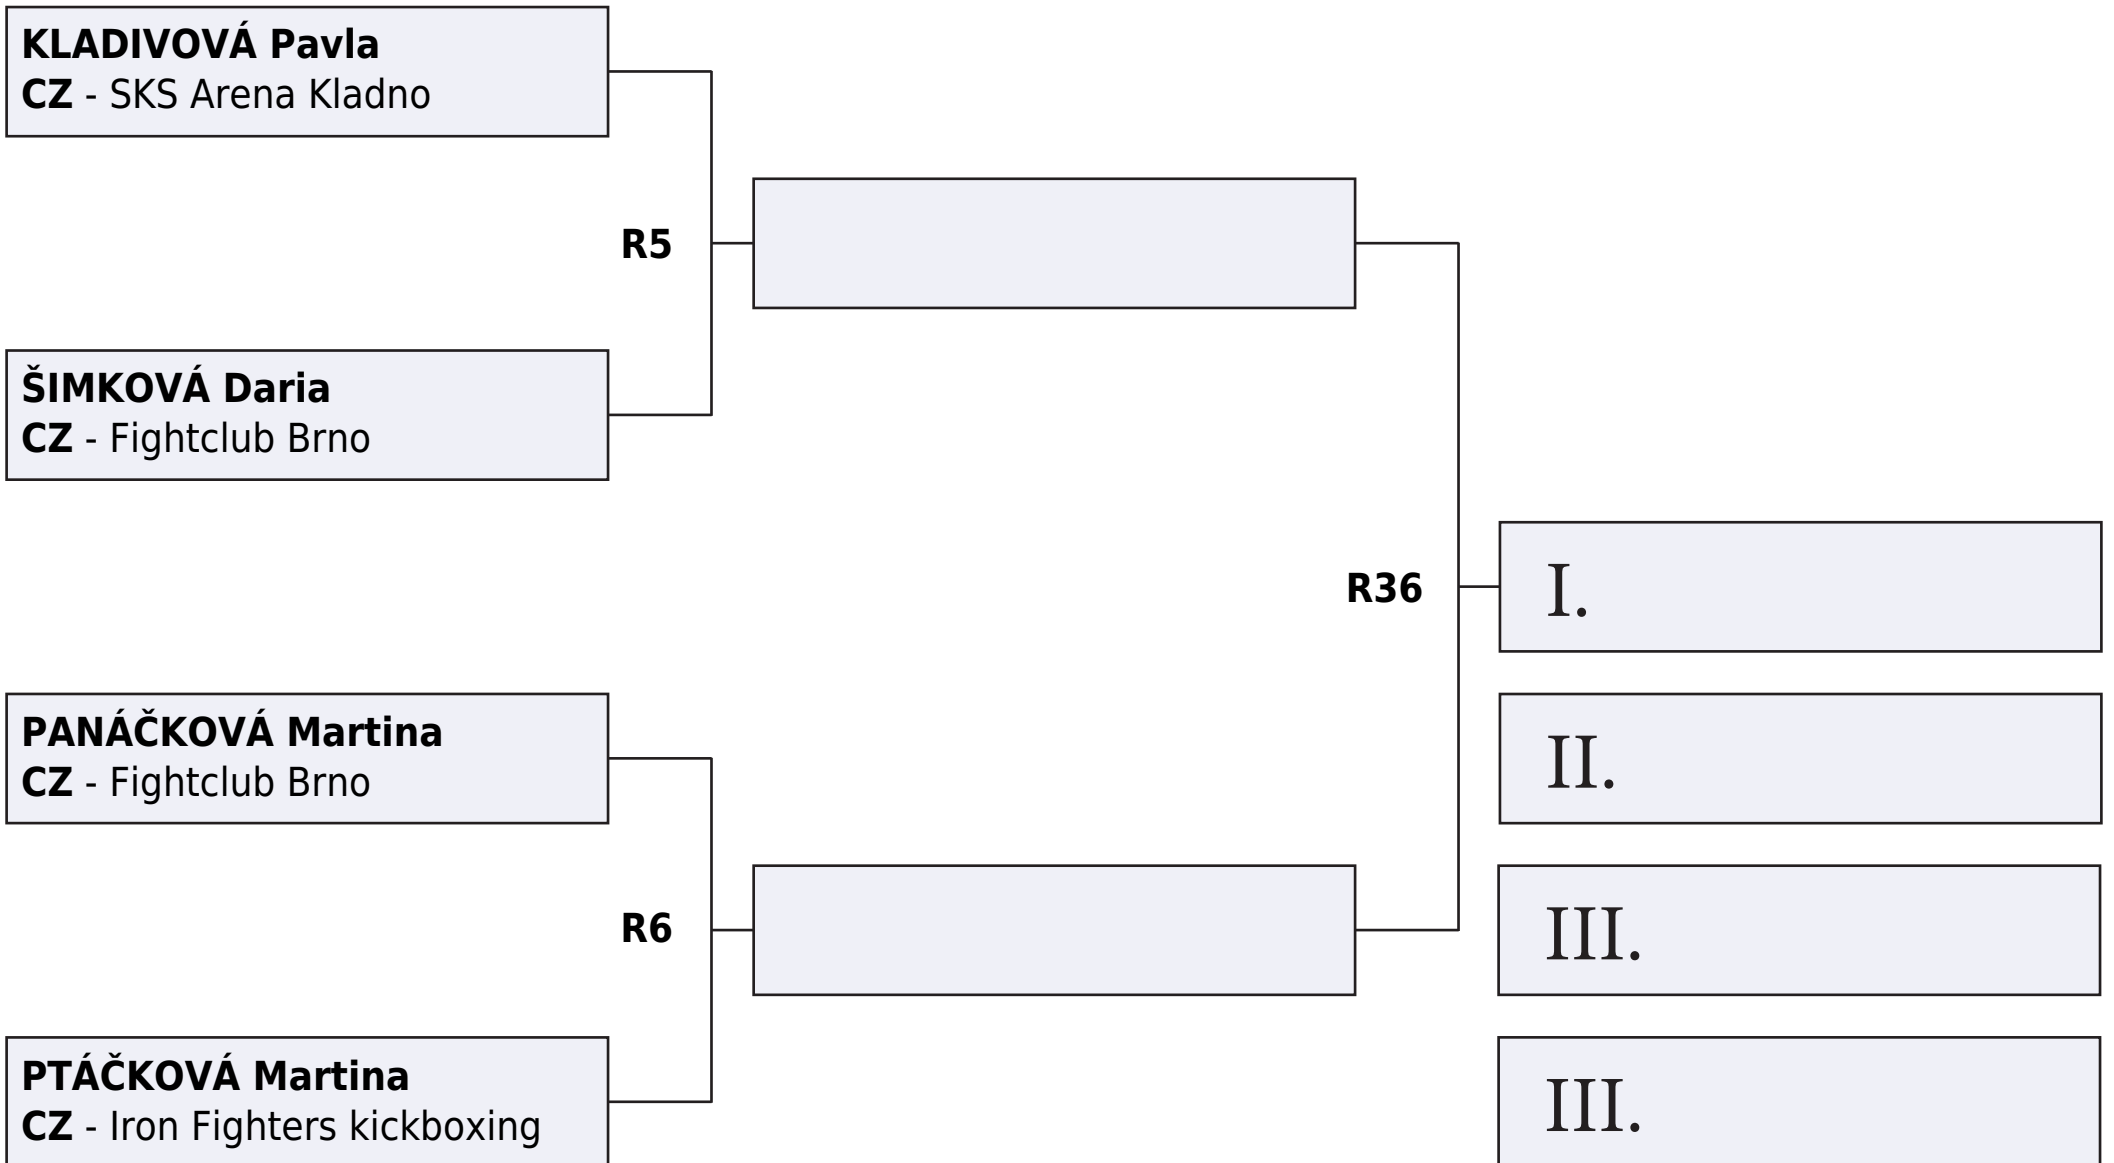 KLADIVOVÁ Pavla
CZ - SKS Arena Kladno
R5
ŠIMKOVÁ Daria
CZ - Fightclub Brno
R36
I.
PANÁČKOVÁ Martina
CZ - Fightclub Brno
II.
R6
III.
PTÁČKOVÁ Martina
CZ - Iron Fighters kickboxing
III.